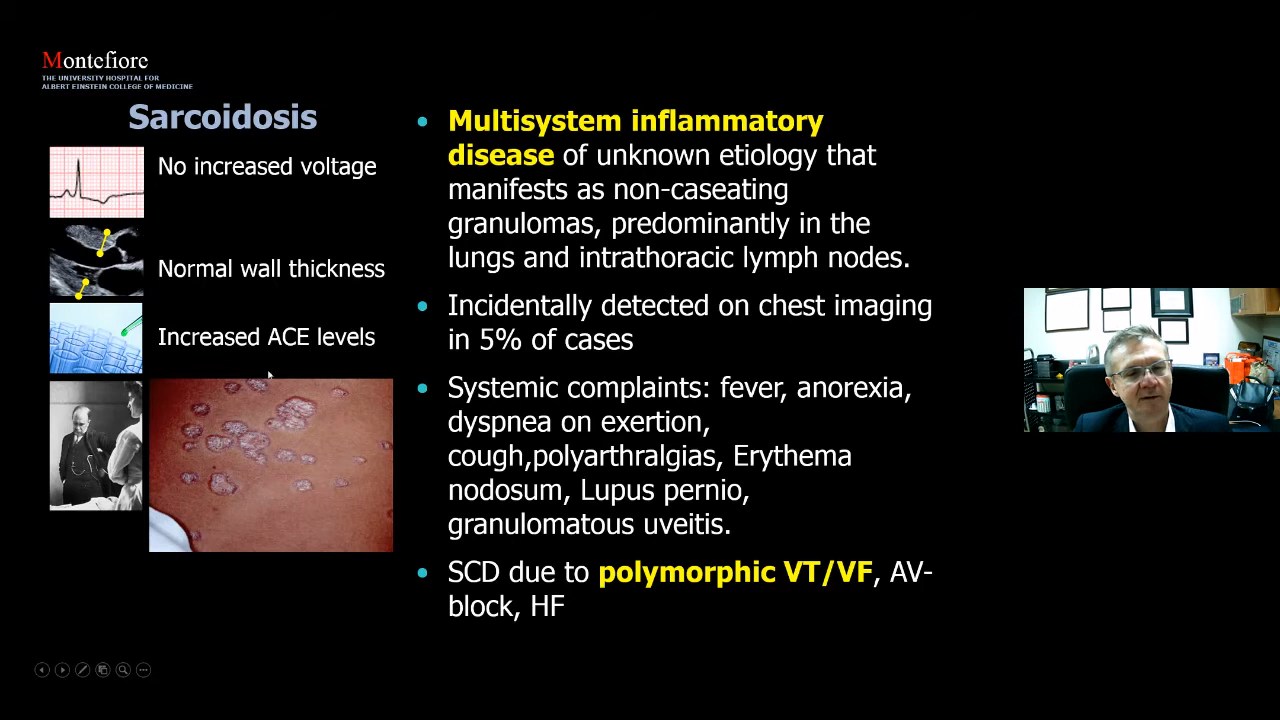 Montefiore
THE UNIVERSITY HOSPITAL FOR
ALBERT EINSTEIN COLLEGE OF MEDICINE
Sarcoidosis
No increased voltage
Normal wall thickness
Increased ACE levels
• Multisystem inflammatory
disease of unknown etiology that
manifests as non-caseating
granulomas, predominantly in the
lungs and intrathoracic lymph nodes.
• Incidentally detected on chest imaging
in 5% of cases
• Systemic complaints: fever, anorexia,
dyspnea on exertion,
cough,polyarthralgias, Erythema
nodosum, Lupus pernio,
granulomatous uveitis.
• SCD due to polymorphic VT/VF, AV-
block, HF